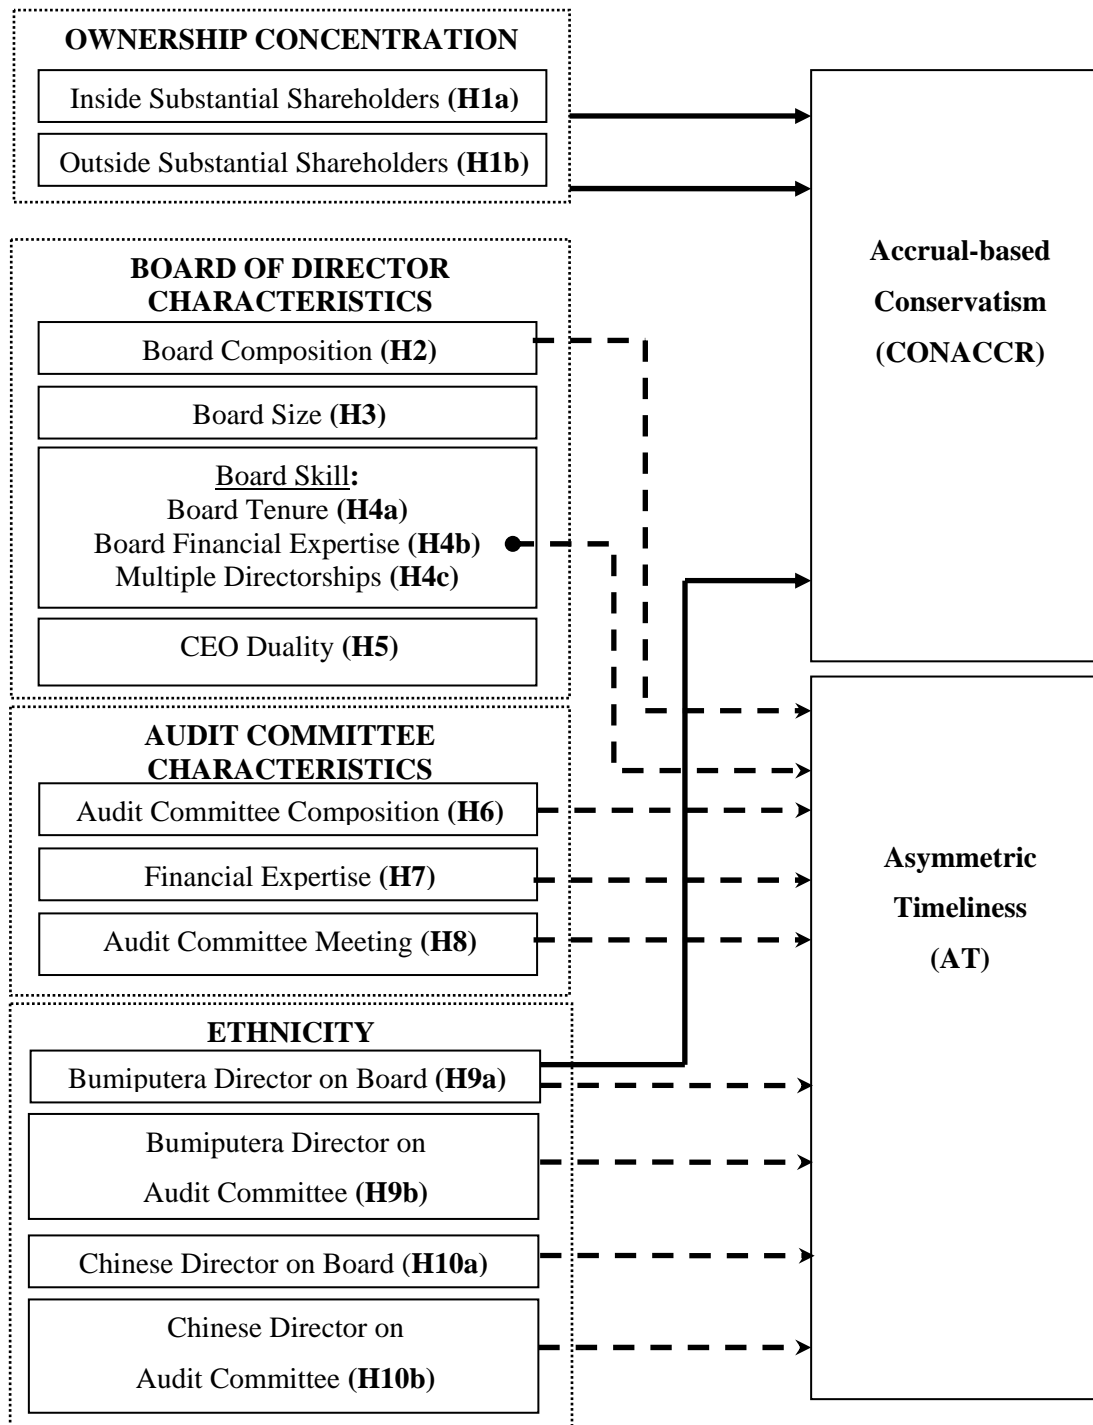 OWNERSHIP CONCENTRATION
Inside Substantial Shareholders (H1a)
Outside Substantial Shareholders (H1b)
BOARD OF DIRECTOR
CHARACTERISTICS
Board Composition (H2)
Board Size (H3)
Board Skill:
Board Tenure (H4a)
Board Financial Expertise (H4b)
Multiple Directorships (H4c)
CEO Duality (H5)
AUDIT COMMITTEE
CHARACTERISTICS
Audit Committee Composition (H6)
Financial Expertise (H7)
Audit Committee Meeting (H8)
ETHNICITY
Bumiputera Director on Board (H9a)
Bumiputera Director on
Audit Committee (H9b)
Chinese Director on Board (H10a)
Chinese Director on
Audit Committee (H10b)
Accrual-based
Conservatism
(CONACCR)
Asymmetric
Timeliness
(AT)